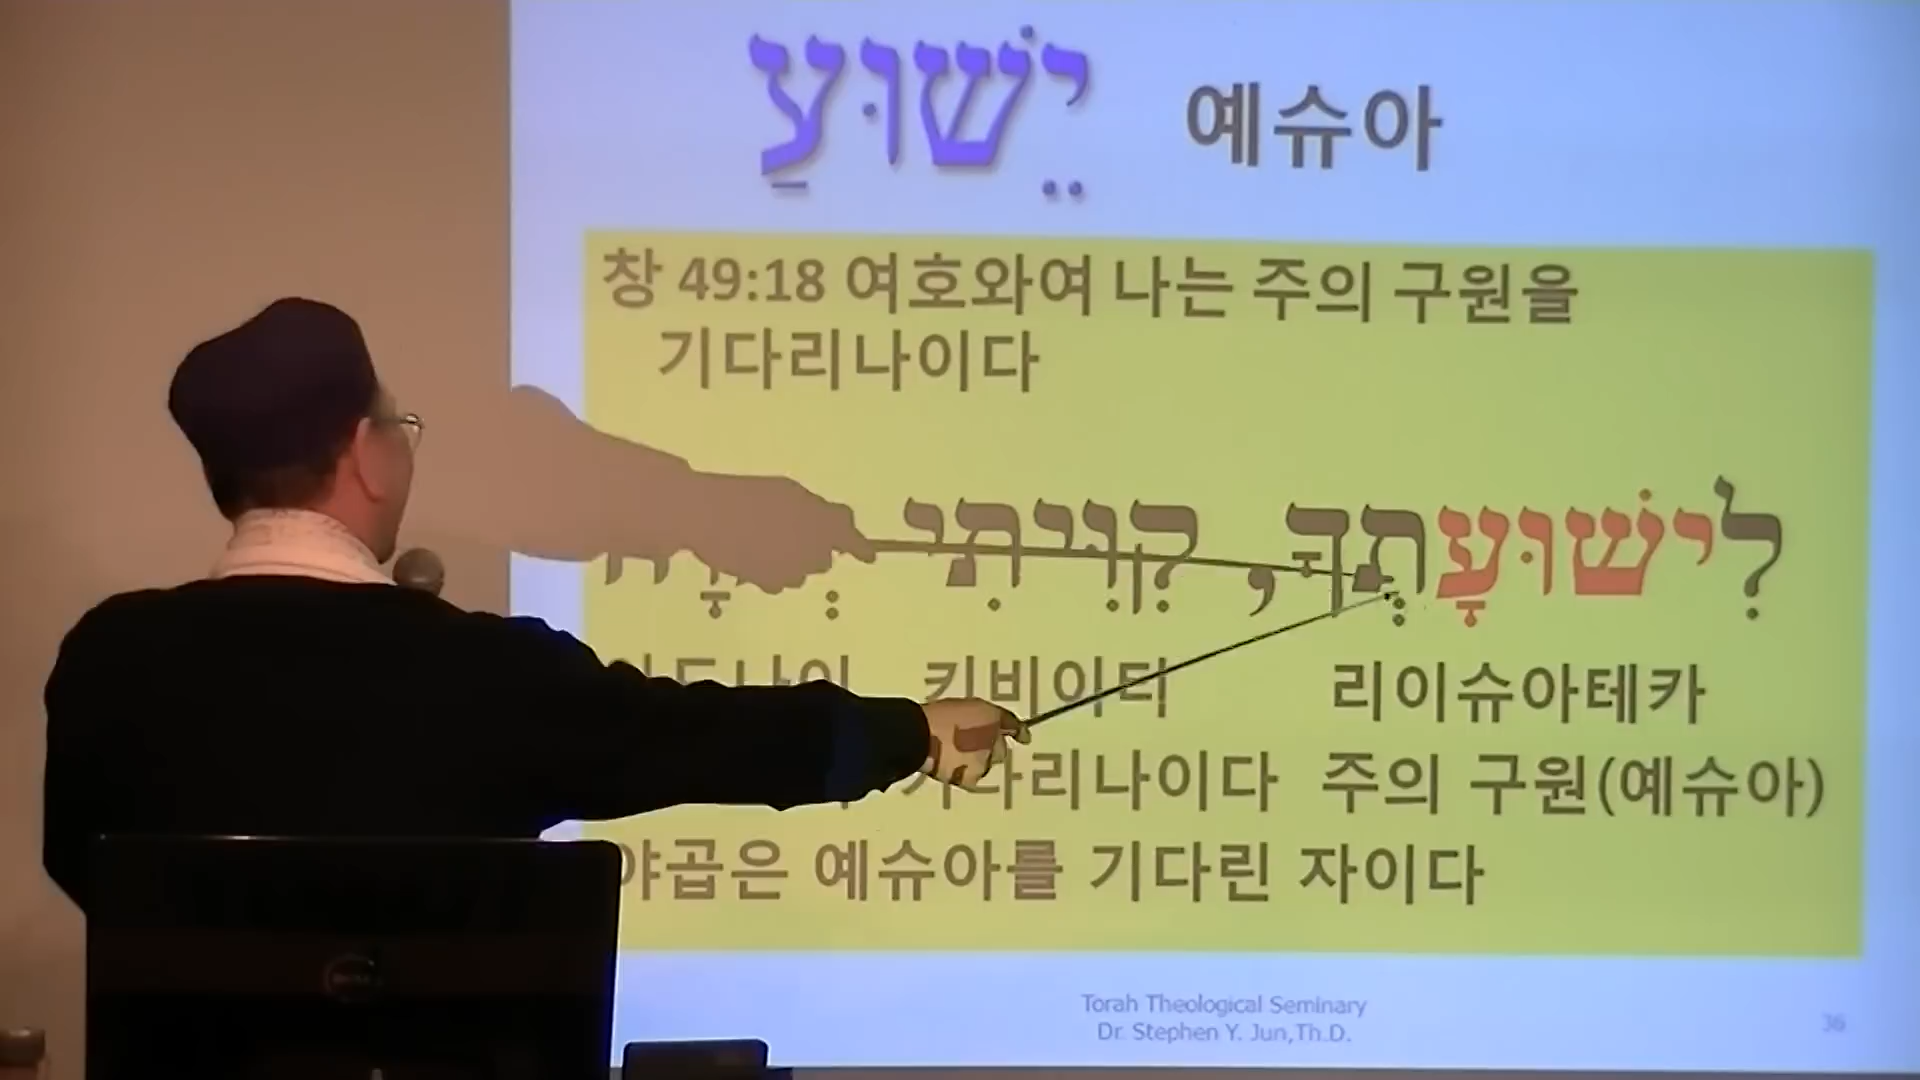 יֵשׁוּעַ 예슈아
창 49:18 여호와여 나는 주의 구원을
기다리나이다
לִישׁוּעָתְךָ, קִוִּיתִי
키비이티 리이슈아테카
기다리나이다 주의 구원(예슈아)
야곱은 예슈아를 기다린 자이다
Torah Theological Seminary
Dr. Stephen Y. Jun,Th.D.
36